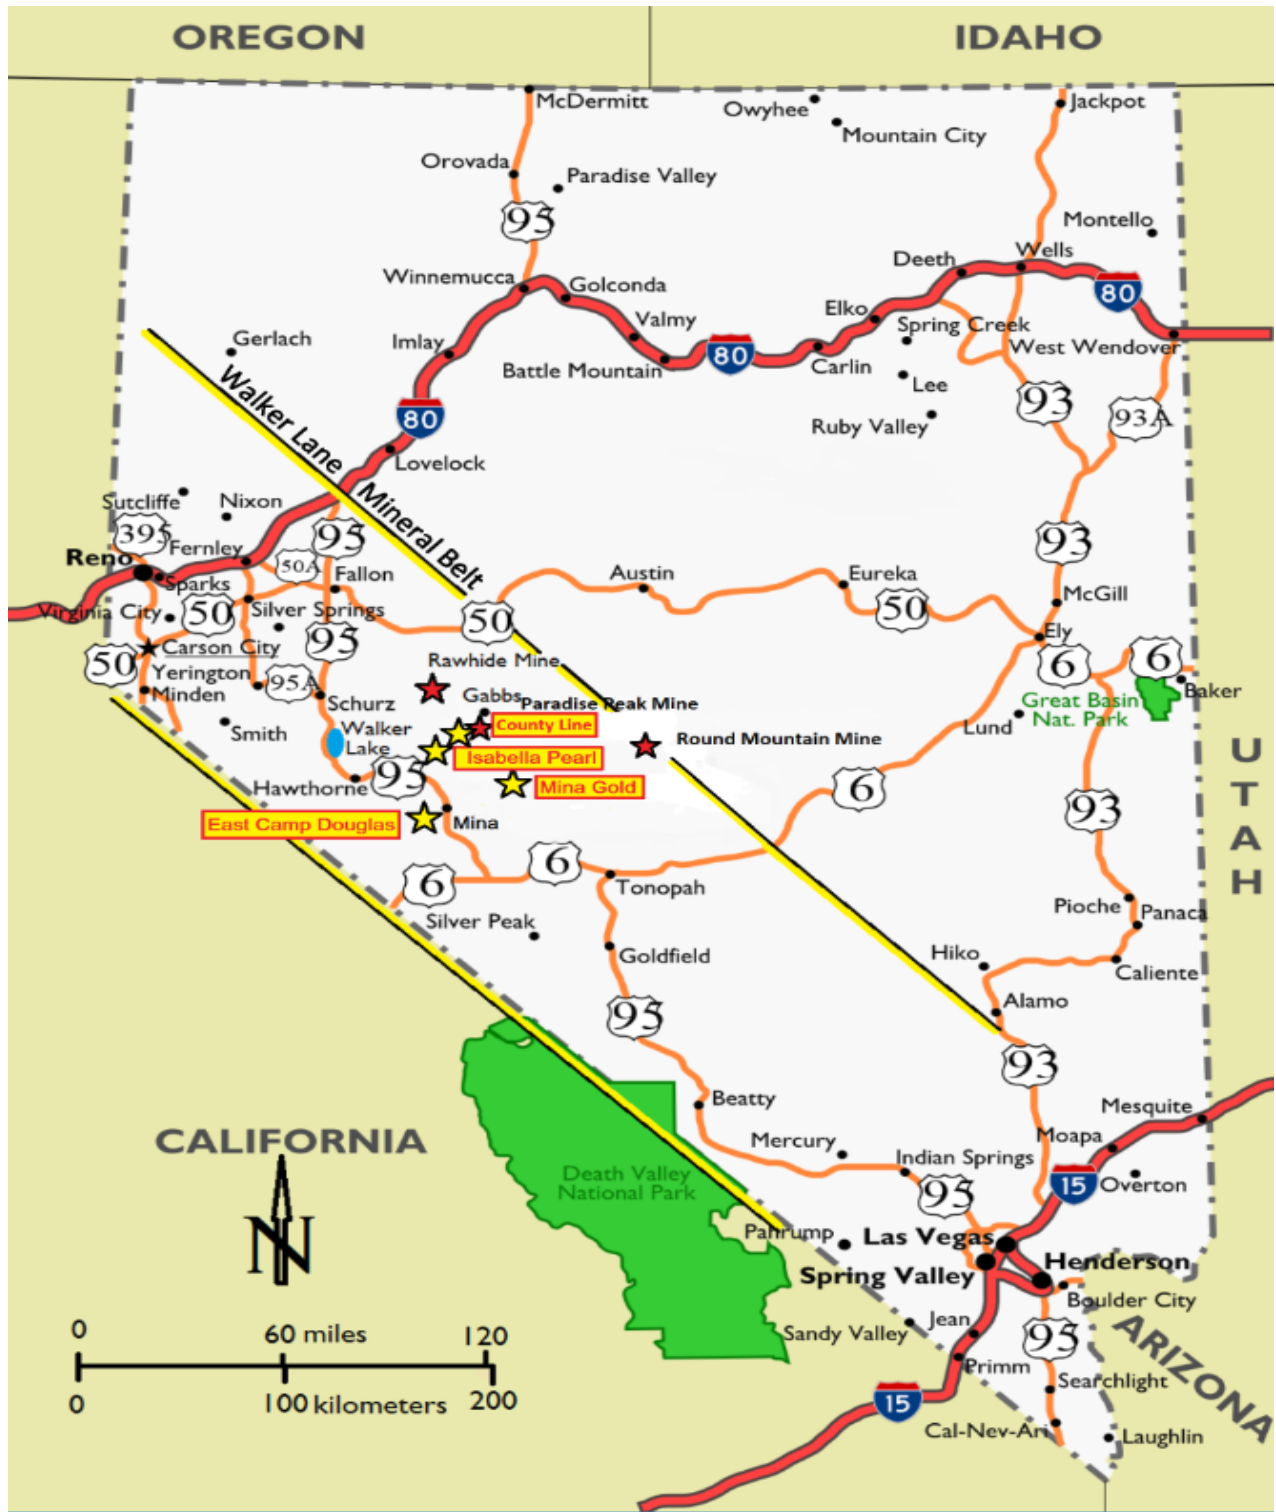 OREGON
IDAHO
McDermitt
Owyhee
Jackpot
Mountain City
Orovada
Paradise Valley
95
Montello
Wells
Deeth
Winnemucca
Golconda
80
Elko
Valmy
Spring Creek
Gerlach
Imlay
80
West Wendover
Battle Mountain
Carlin
Lee
Walker Lane
93
93A
80
Ruby Valley
Lovelock
Sutcliffe
Nixon
Mineral Belt
395
95
93
Reno
Fernley
50A
Fallon
Austin
Eureka
Sparks
McGill
Virginia City
50
Silver Springs
50
50
Ely
95
Carson City
50
Rawhide Mine
6
6
Yerington
95A
Minden
Gabbs
Schurz
Paradise Peak Mine
Great Basin
Nat. Park
Baker
Lund
Smith
Walker
Lake
County Line
Round Mountain Mine
Isabella Pearl
UTAH
95
Hawthorne
Mina Gold
6
93
East Camp Douglas
Mina
6
6
Tonopah
Silver Peak
Pioche
Panaca
Goldfield
Hiko
Caliente
Alamo
95
93
Beatty
Mesquite
CALIFORNIA
Mercury
Moapa
Indian Springs
Death Valley
National Park
95
15
Overton
N
Pahrump
Las Vegas
Spring Valley
Henderson
Boulder City
0
60 miles
120
Sandy Valley
Jean
95
ARIZONA
Primm
0
100 kilometers
200
Searchlight
15
Cal-Nev-Ari
Laughlin